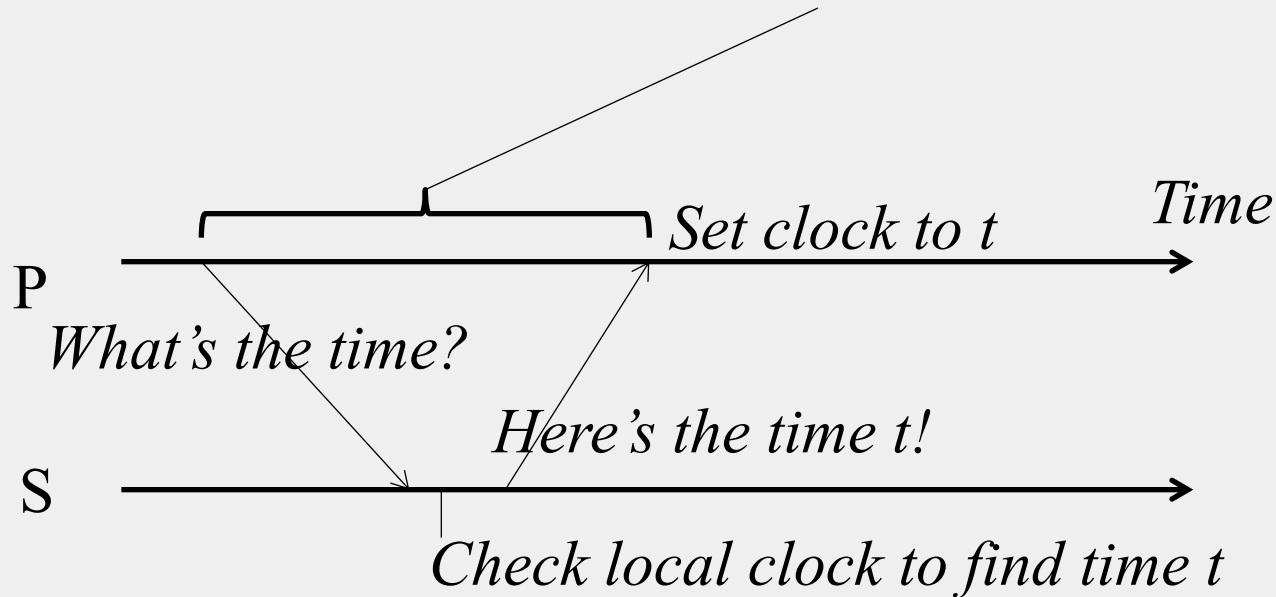 Time
Set clock to t
P
What’s the time?
Here’s the time t!
S
Check local clock to find time t